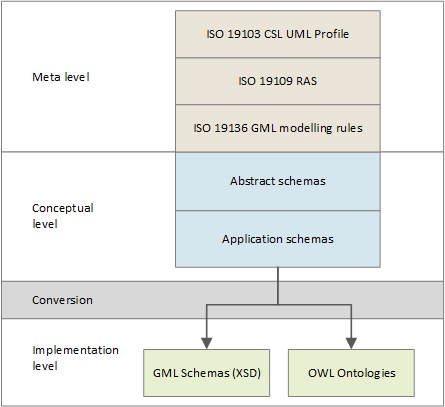 ISO 19103 CSL UML Profile
Meta level
ISO 19109 RAS
ISO 19136 GML modelling rules
Abstract schemas
Conceptual
level
Application schemas
Conversion
Implementation
level
GML Schemas (XSD)
OWL Ontologies